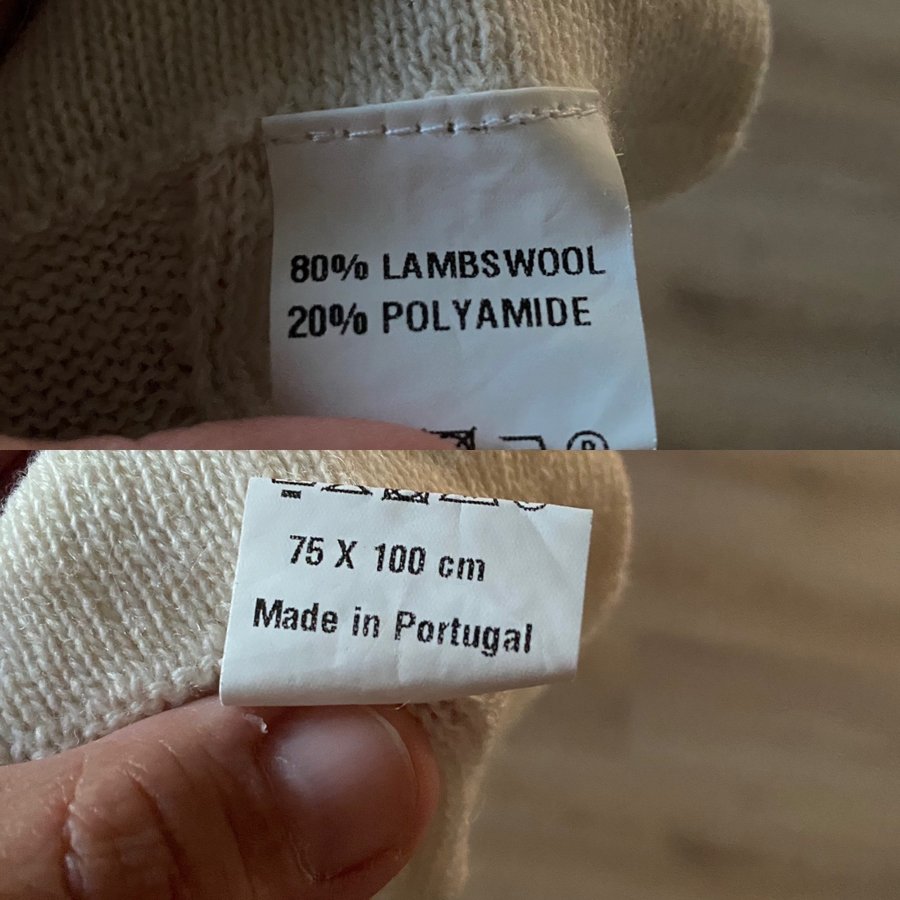 80% LAMBSWOOL
20% POLYAMIDE
P
75 X 100 cm
Made in Portugal